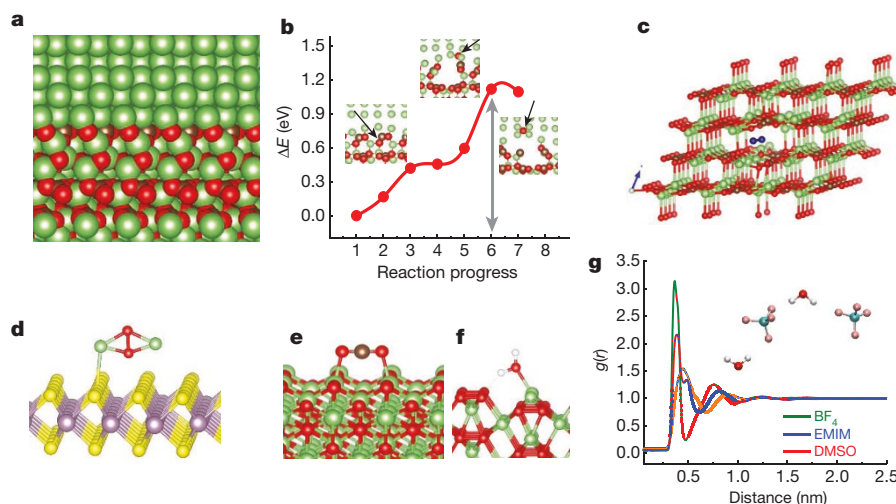 a
b
1.5
1.2
0.9
0.6
0.3
0.0
ΔE (eV)
1 2 3 4 5 6 7 8
Reaction progress
c
d
e
f
g
3.5
3.0
2.5
2.0
1.5
1.0
0.5
0.0
g(r)
BF4
EMIM
DMSO
0.5 1.0 1.5 2.0 2.5
Distance (nm)